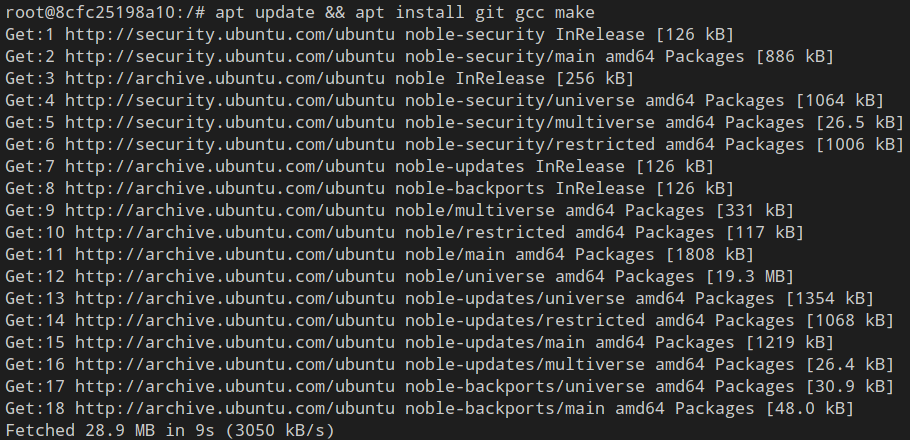 root@8cfc25198a10:/# apt update && apt install git gcc make
Get:1 http://security.ubuntu.com/ubuntu noble-security InRelease [126 kB]
Get:2 http://security.ubuntu.com/ubuntu noble-security/main amd64 Packages [886 kB]
Get:3 http://archive.ubuntu.com/ubuntu noble InRelease [256 kB]
Get:4 http://security.ubuntu.com/ubuntu noble-security/universe amd64 Packages [1064 kB]
Get:5 http://security.ubuntu.com/ubuntu noble-security/multiverse amd64 Packages [26.5 kB]
Get:6 http://security.ubuntu.com/ubuntu noble-security/restricted amd64 Packages [1006 kB]
Get:7 http://archive.ubuntu.com/ubuntu noble-updates InRelease [126 kB]
Get:8 http://archive.ubuntu.com/ubuntu noble-backports InRelease [126 kB]
Get:9 http://archive.ubuntu.com/ubuntu noble/multiverse amd64 Packages [331 kB]
Get:10 http://archive.ubuntu.com/ubuntu noble/restricted amd64 Packages [117 kB]
Get:11 http://archive.ubuntu.com/ubuntu noble/main amd64 Packages [1808 kB]
Get:12 http://archive.ubuntu.com/ubuntu noble/universe amd64 Packages [19.3 MB]
Get:13 http://archive.ubuntu.com/ubuntu noble-updates/universe amd64 Packages [1354 kB]
Get:14 http://archive.ubuntu.com/ubuntu noble-updates/restricted amd64 Packages [1068 kB]
Get:15 http://archive.ubuntu.com/ubuntu noble-updates/main amd64 Packages [1219 kB]
Get:16 http://archive.ubuntu.com/ubuntu noble-updates/multiverse amd64 Packages [26.4 kB]
Get:17 http://archive.ubuntu.com/ubuntu noble-backports/universe amd64 Packages [30.9 kB]
Get:18 http://archive.ubuntu.com/ubuntu noble-backports/main amd64 Packages [48.0 kB]
Fetched 28.9 MB in 9s (3050 kB/s)